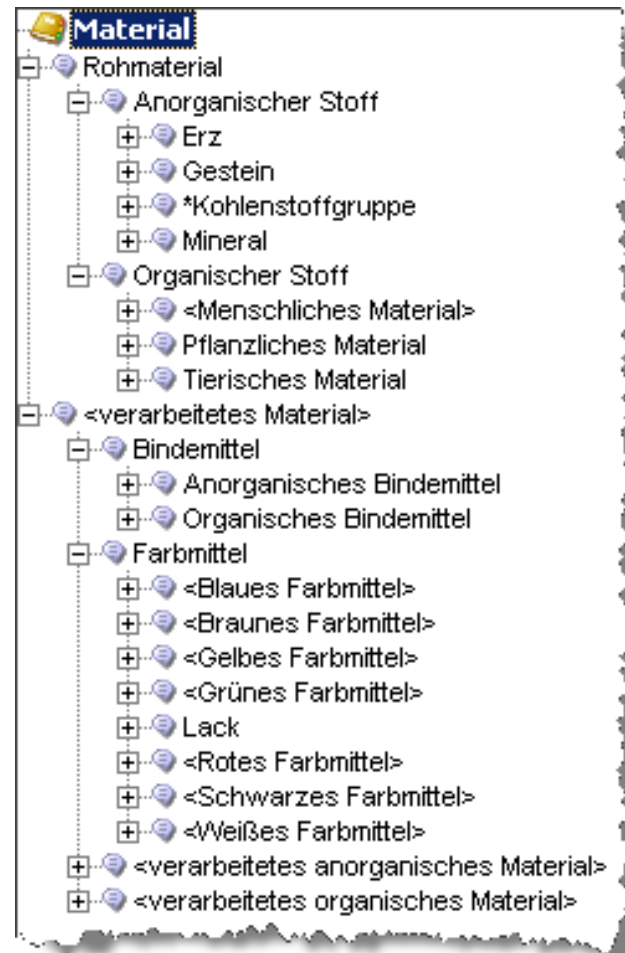 Material
Rohmaterial
Anorganischer Stoff
Erz
Gestein
*Kohlenstoffgruppe
Mineral
Organischer Stoff
<Menschliches Material>
Pflanzliches Material
Tierisches Material
<verarbeitetes Material>
Bindemittel
Anorganisches Bindemittel
Organisches Bindemittel
Farbmittel
<Blaues Farbmittel>
<Braunes Farbmittel>
<Gelbes Farbmittel>
<Grünes Farbmittel>
Lack
<Rotes Farbmittel>
<Schwarzes Farbmittel>
<Weißes Farbmittel>
<verarbeitetes anorganisches Material>
<verarbeitetes organisches Material>